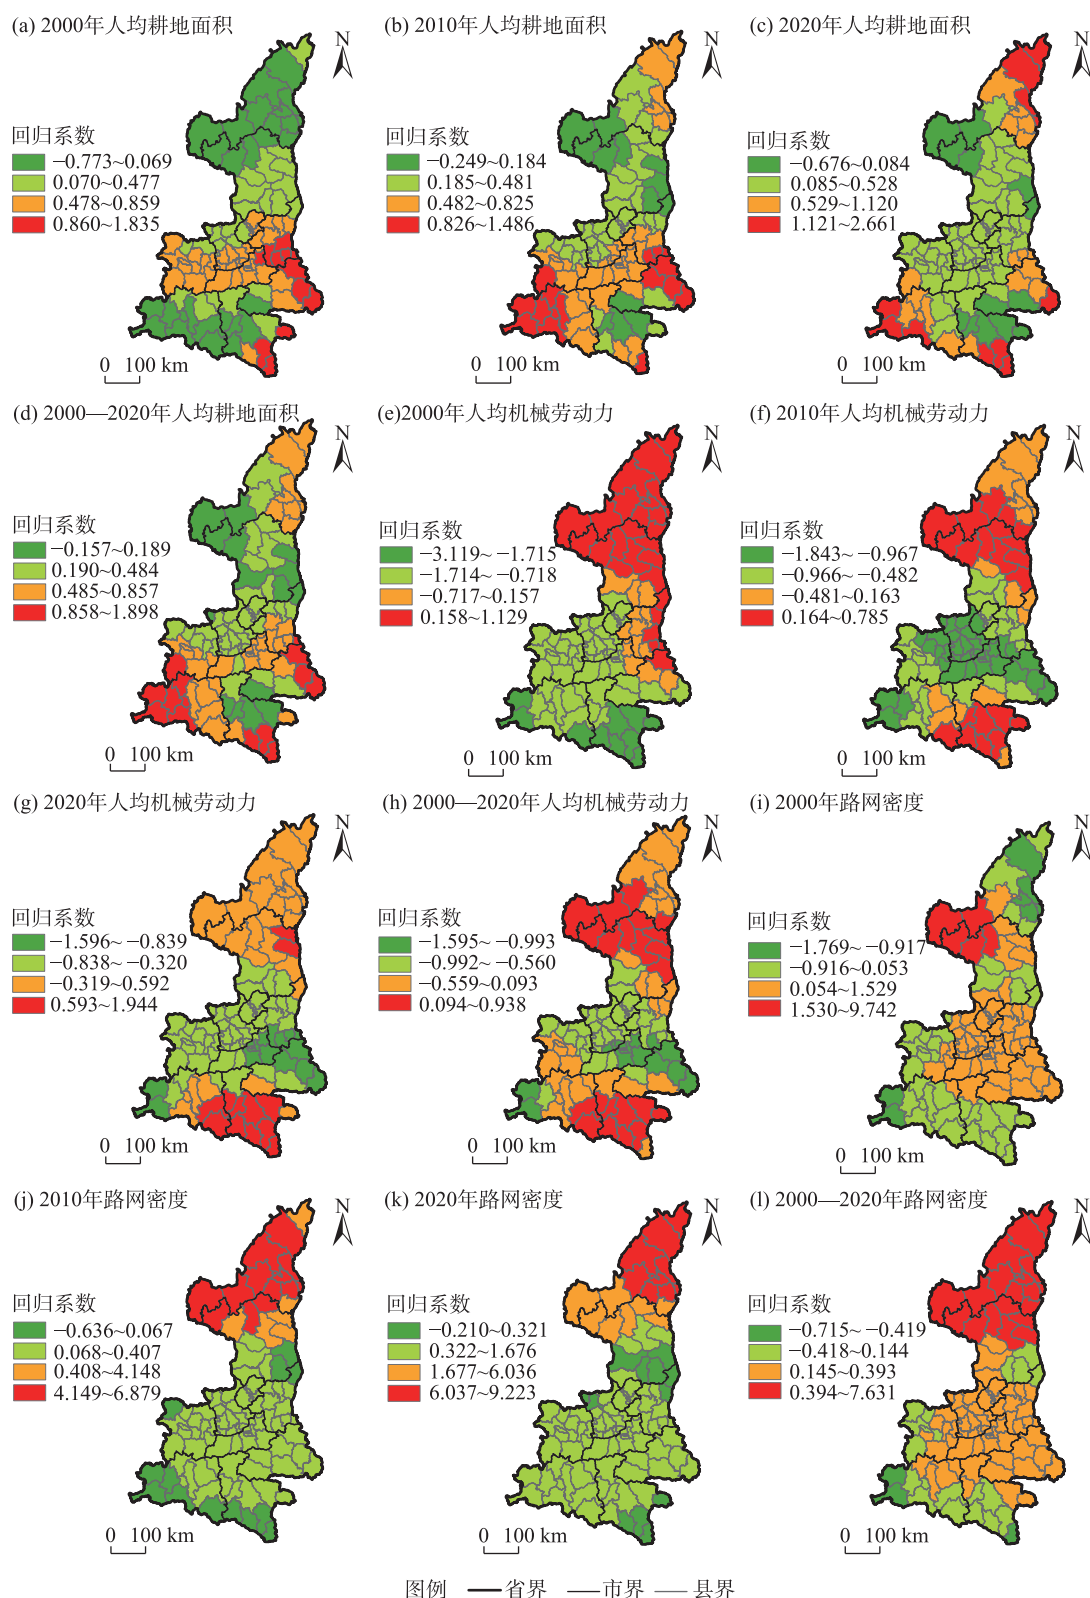 (a) 2000年人均耕地面积
N
回归系数
−0.773~0.069
0.070~0.477
0.478~0.859
0.860~1.835
0 100 km
(b) 2010年人均耕地面积
N
回归系数
−0.249~0.184
0.185~0.481
0.482~0.825
0.826~1.486
0 100 km
(c) 2020年人均耕地面积
N
回归系数
−0.676~0.084
0.085~0.528
0.529~1.120
1.121~2.661
0 100 km
(d) 2000—2020年人均耕地面积
N
回归系数
−0.157~0.189
0.190~0.484
0.485~0.857
0.858~1.898
0 100 km
(e)2000年人均机械劳动力
N
回归系数
−3.119~−1.715
−1.714~−0.718
−0.717~0.157
0.158~1.129
0 100 km
(f) 2010年人均机械劳动力
N
回归系数
−1.843~−0.967
−0.966~−0.482
−0.481~0.163
0.164~0.785
0 100 km
(g) 2020年人均机械劳动力
N
回归系数
−1.596~−0.839
−0.838~−0.320
−0.319~0.592
0.593~1.944
0 100 km
(h) 2000—2020年人均机械劳动力
N
回归系数
−1.595~−0.993
−0.992~−0.560
−0.559~0.093
0.094~0.938
0 100 km
(i) 2000年路网密度
N
回归系数
−1.769~−0.917
−0.916~0.053
0.054~1.529
1.530~9.742
0 100 km
(j) 2010年路网密度
N
回归系数
−0.636~0.067
0.068~0.407
0.408~4.148
4.149~6.879
0 100 km
(k) 2020年路网密度
N
回归系数
−0.210~0.321
0.322~1.676
1.677~6.036
6.037~9.223
0 100 km
(l) 2000—2020年路网密度
N
回归系数
−0.715~−0.419
−0.418~0.144
0.145~0.393
0.394~7.631
0 100 km
图例 省界 市界 县界